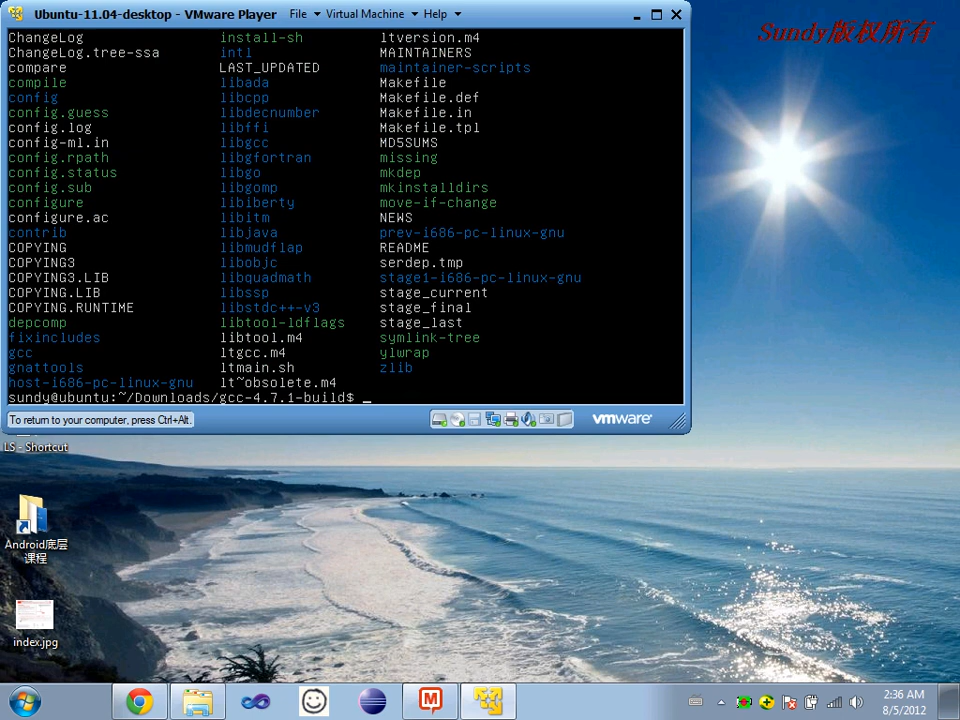 Ubuntu-11.04-desktop - VMware Player File Virtual Machine Help
Sundy版权所有
ChangeLog install-sh ltversion.m4
ChangeLog.tree-ssa intl MAINTAINERS
compare LAST_UPDATED maintainer-scripts
compile libada Makefile
config libcpp Makefile.def
config.guess libdecnumber Makefile.in
config.log libffi Makefile.tpl
config-ml.in libgcc MD5SUMS
config.rpath libgfortran missing
config.status libgo mkdep
config.sub libgomp mkinstalldirs
configure libiberty move-if-change
configure.ac libitm NEWS
contrib libjava prev-i686-pc-linux-gnu
COPYING libmudflap README
COPYING3 libobjc serdep.tmp
COPYING3.LIB libquadmath stage1-i686-pc-linux-gnu
COPYING.LIB libssp stage_current
COPYING.RUNTIME libstdc++-v3 stage_final
depcomp libtool-ldflags stage_last
fixincludes libtool.m4 symlink-tree
gcc ltgcc.m4 ylwrap
gnattools ltmain.sh zlib
host-i686-pc-linux-gnu lt~obsolete.m4
sundy@ubuntu:~/Downloads/gcc-4.7.1-build$ _
To return to your computer, press Ctrl+Alt.
vmware
LS - Shortcut
Android底层
课程
index.jpg
2:36 AM
8/5/2012